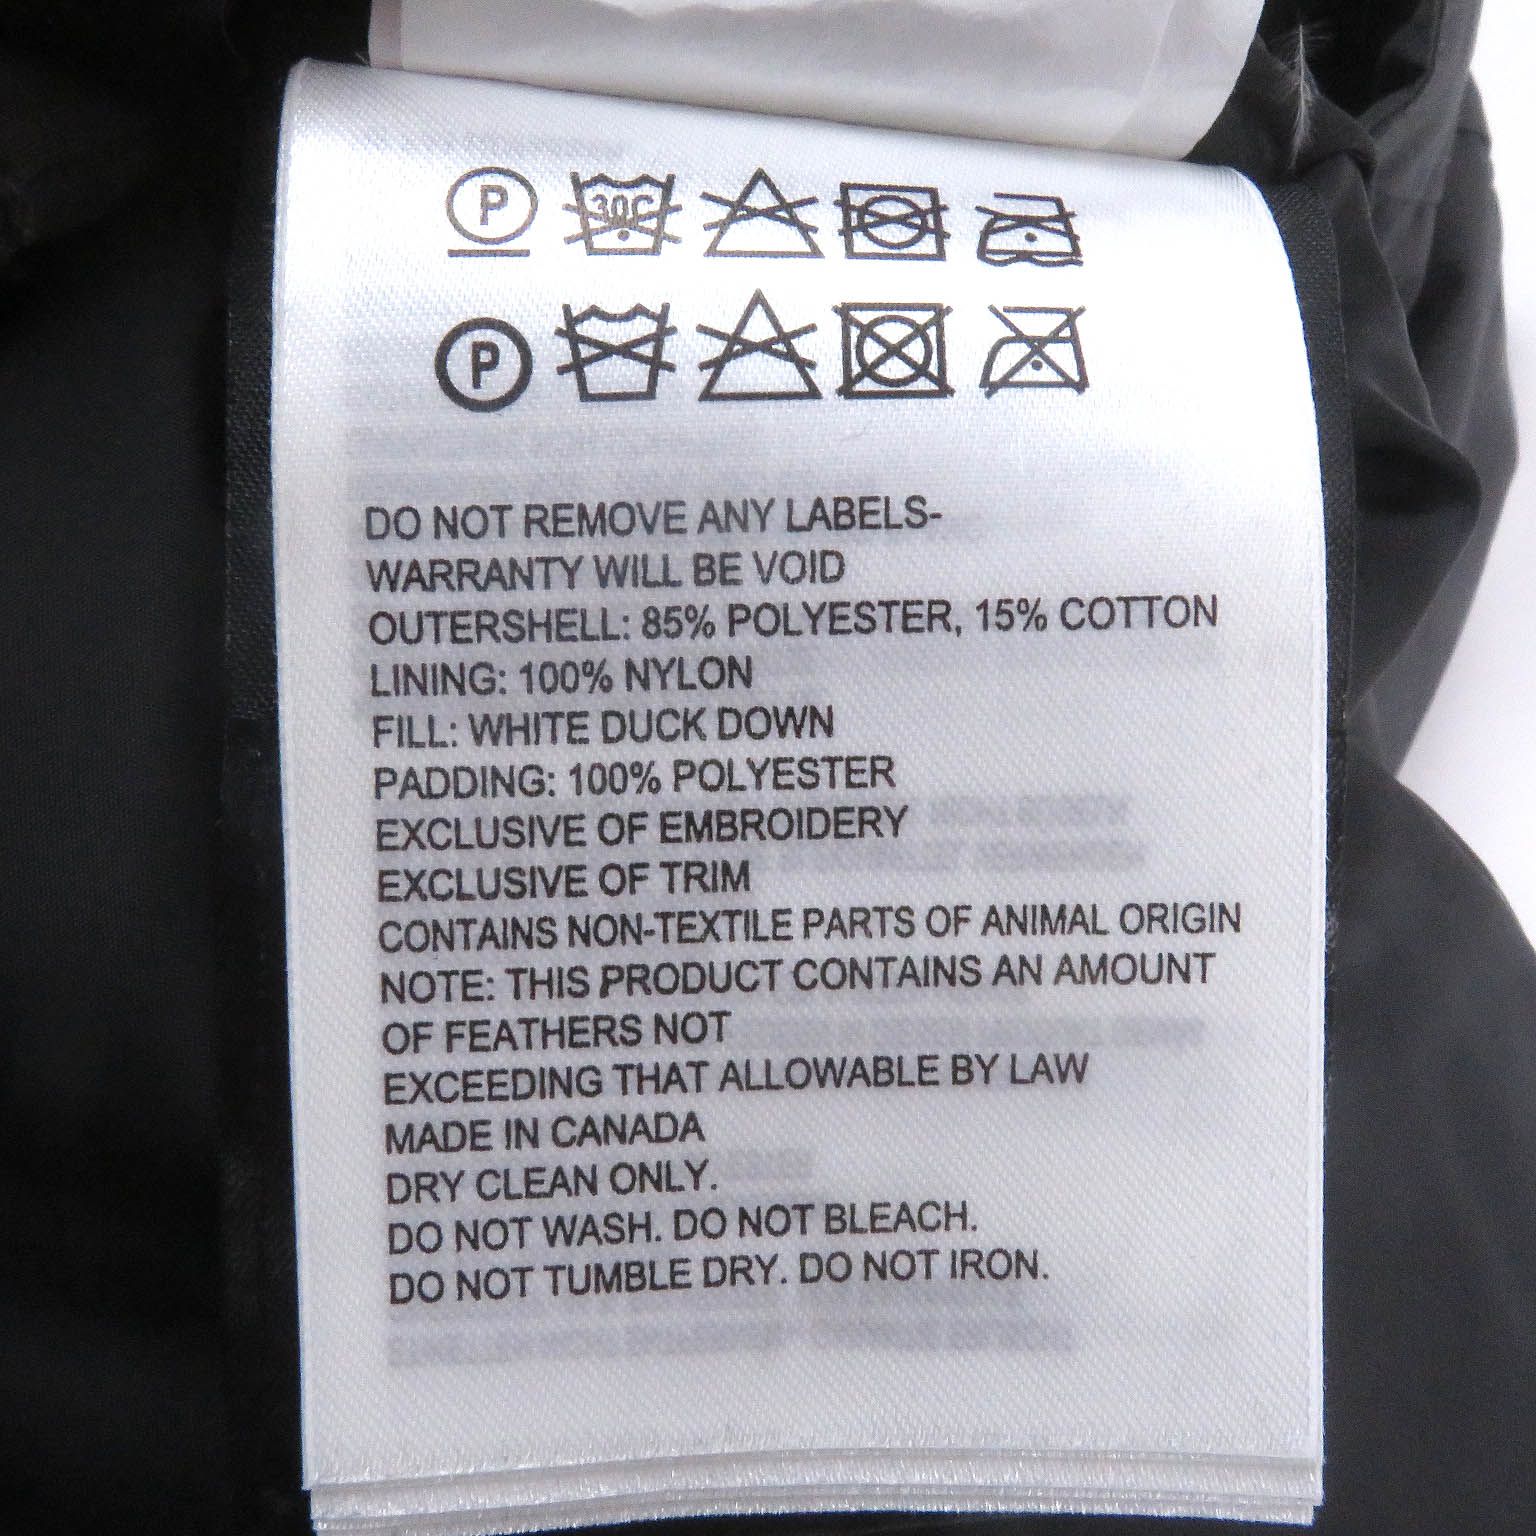 P 30C
P
DO NOT REMOVE ANY LABELS-
WARRANTY WILL BE VOID
OUTERSHELL: 85% POLYESTER, 15% COTTON
LINING: 100% NYLON
FILL: WHITE DUCK DOWN
PADDING: 100% POLYESTER
EXCLUSIVE OF EMBROIDERY
EXCLUSIVE OF TRIM
CONTAINS NON-TEXTILE PARTS OF ANIMAL ORIGIN
NOTE: THIS PRODUCT CONTAINS AN AMOUNT
OF FEATHERS NOT
EXCEEDING THAT ALLOWABLE BY LAW
MADE IN CANADA
DRY CLEAN ONLY.
DO NOT WASH. DO NOT BLEACH.
DO NOT TUMBLE DRY. DO NOT IRON.